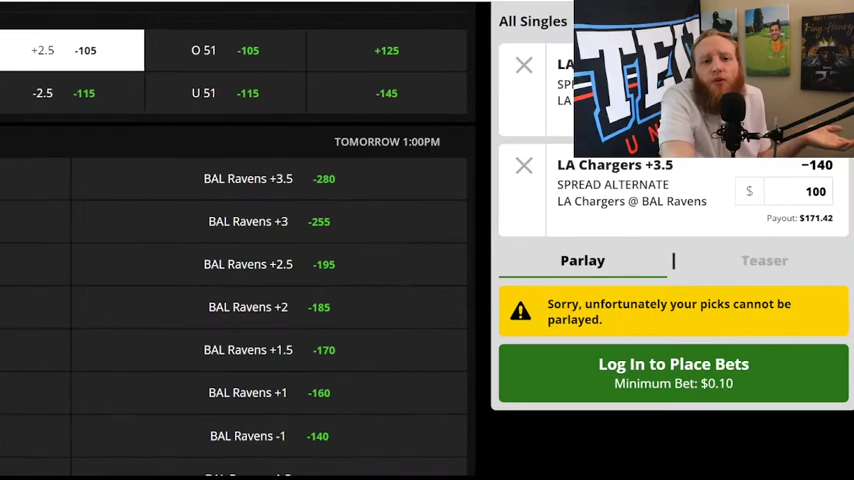 +2.5 -105 O 51 -105 +125
-2.5 -115 U 51 -115 -145
TOMORROW 1:00PM
BAL Ravens +3.5 -280
BAL Ravens +3 -255
BAL Ravens +2.5 -195
BAL Ravens +2 -185
BAL Ravens +1.5 -170
BAL Ravens +1 -160
BAL Ravens -1 -140
All Singles
LA
LA
LA Chargers +3.5 -140
SPREAD ALTERNATE
LA Chargers @ BAL Ravens
$ 100
Payout: $171.42
Parlay | Teaser
Sorry, unfortunately your picks cannot be
parlayed.
Log In to Place Bets
Minimum Bet: $0.10
King Henry